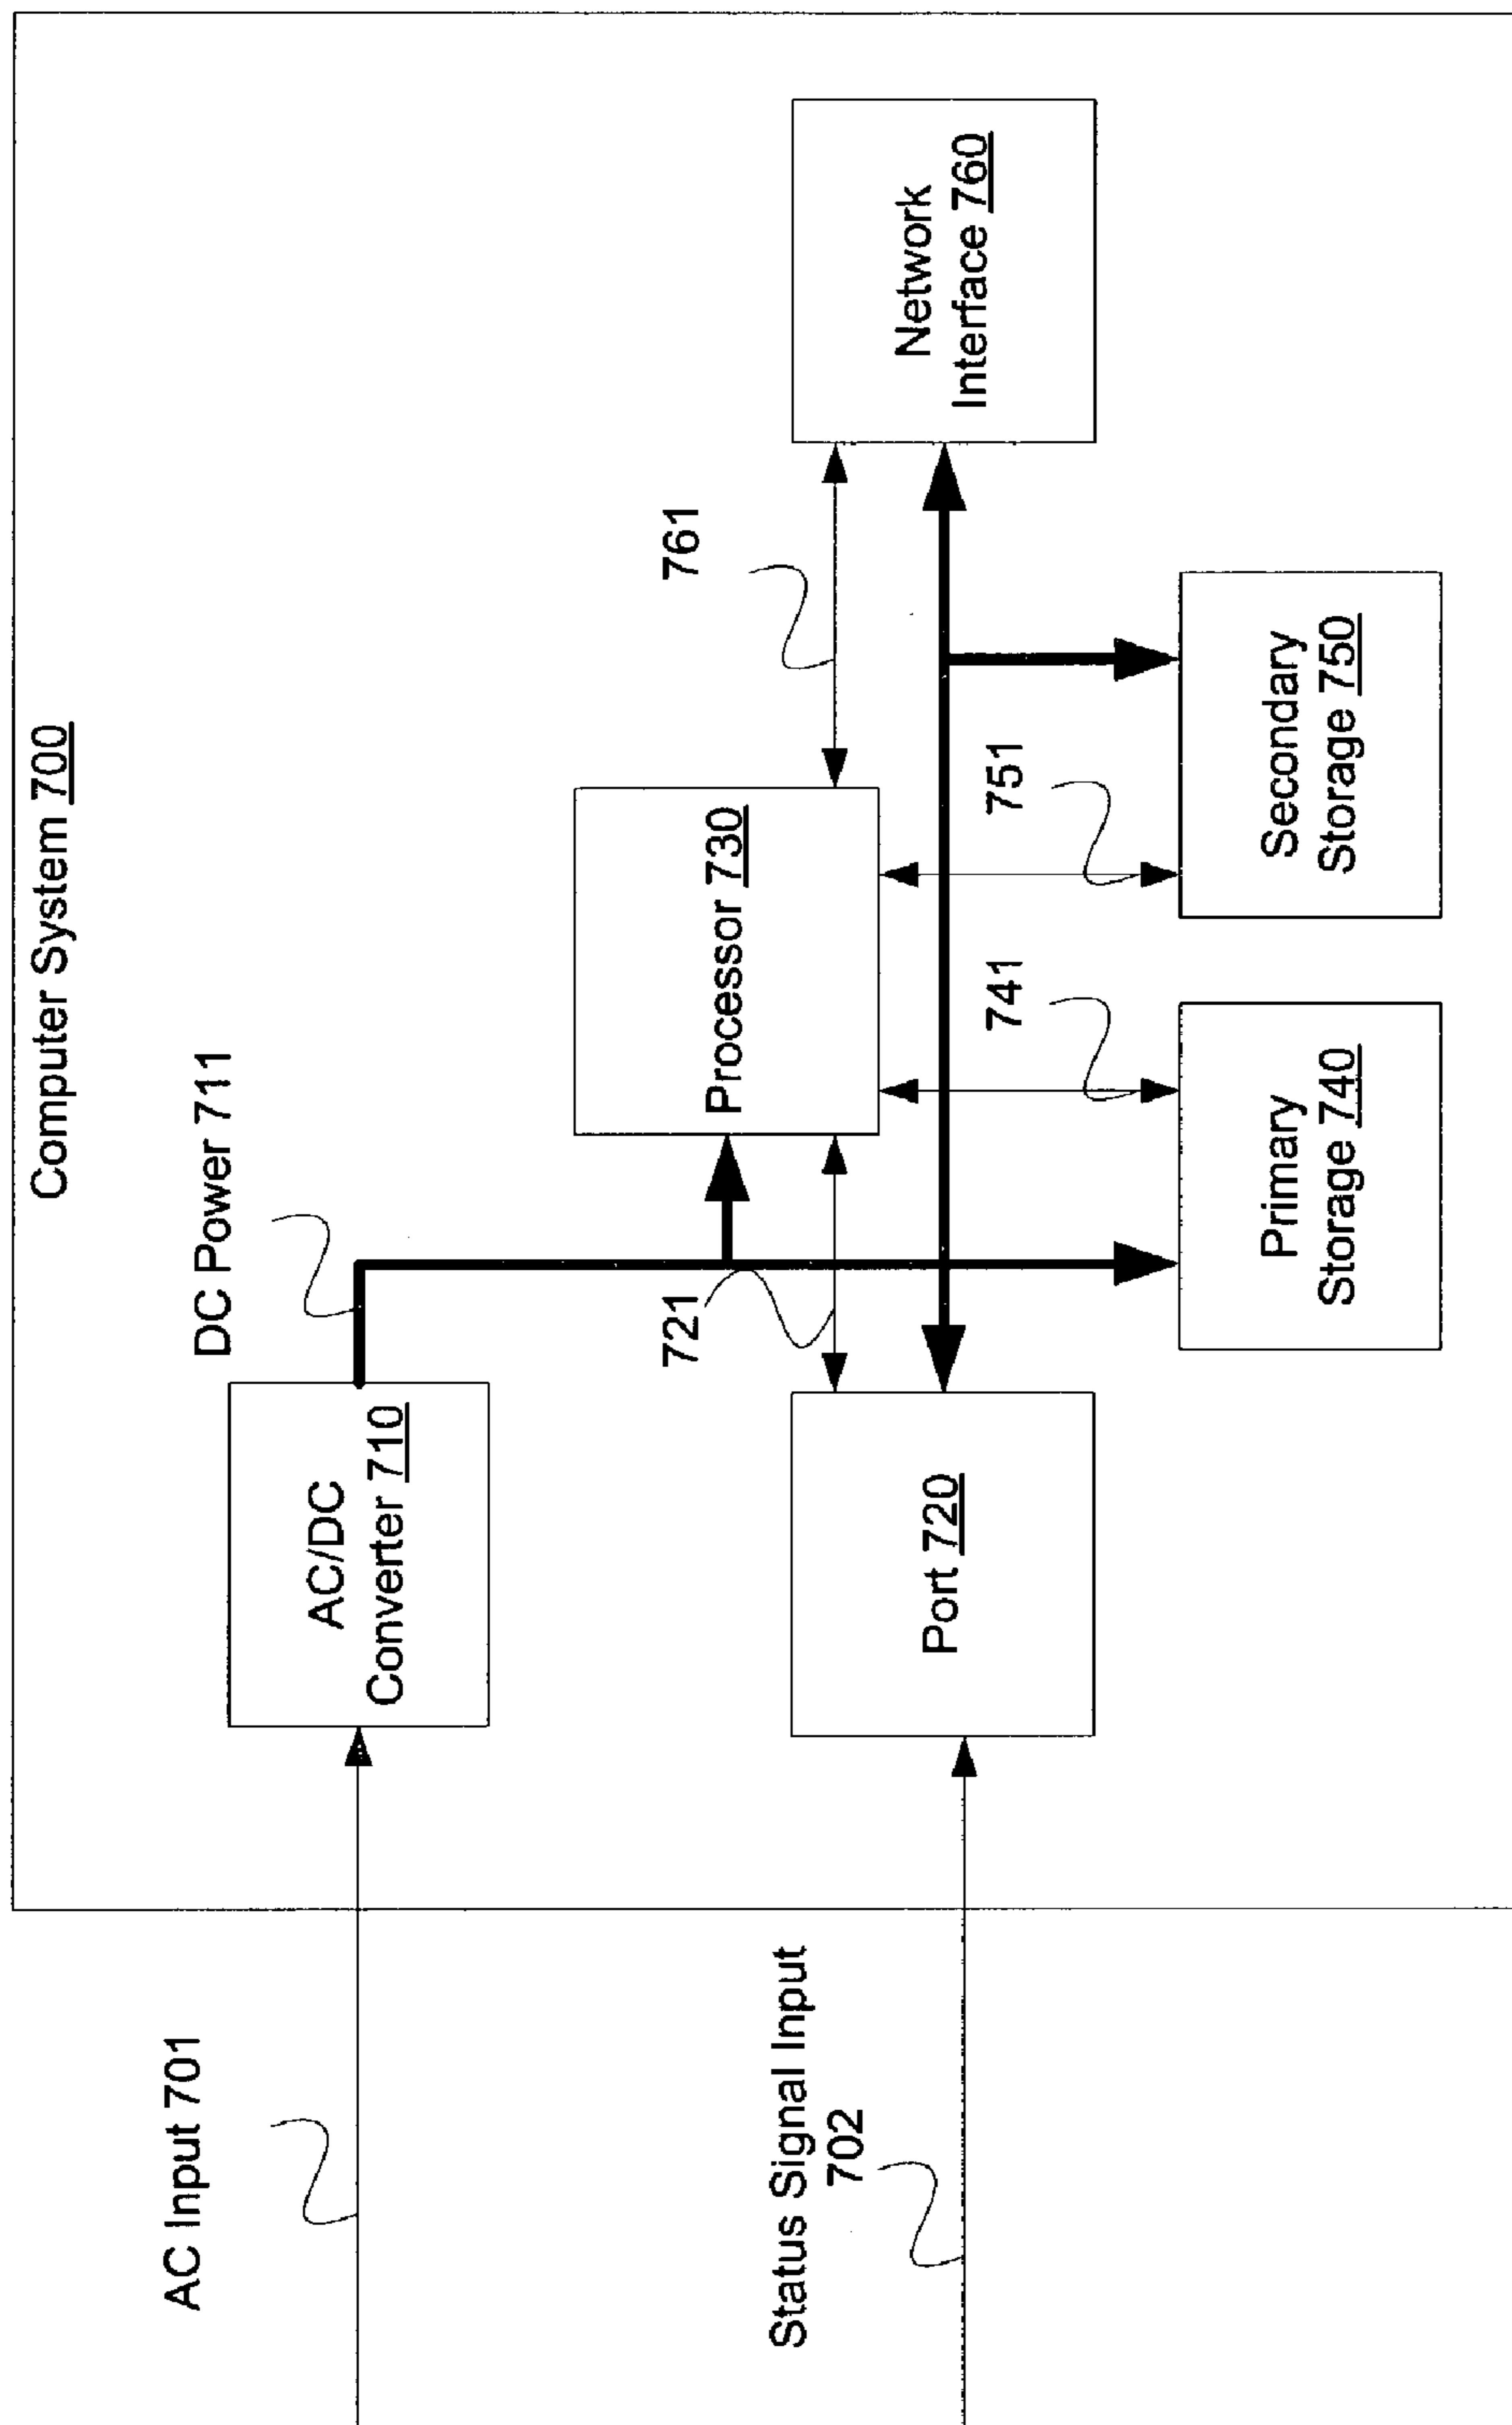 Computer System 700
AC Input 701
DC Power 711
AC/DC
Converter 710
Status Signal Input
702
Port 720
721
Processor 730
761
Network
Interface 760
741
751
Primary
Storage 740
Secondary
Storage 750